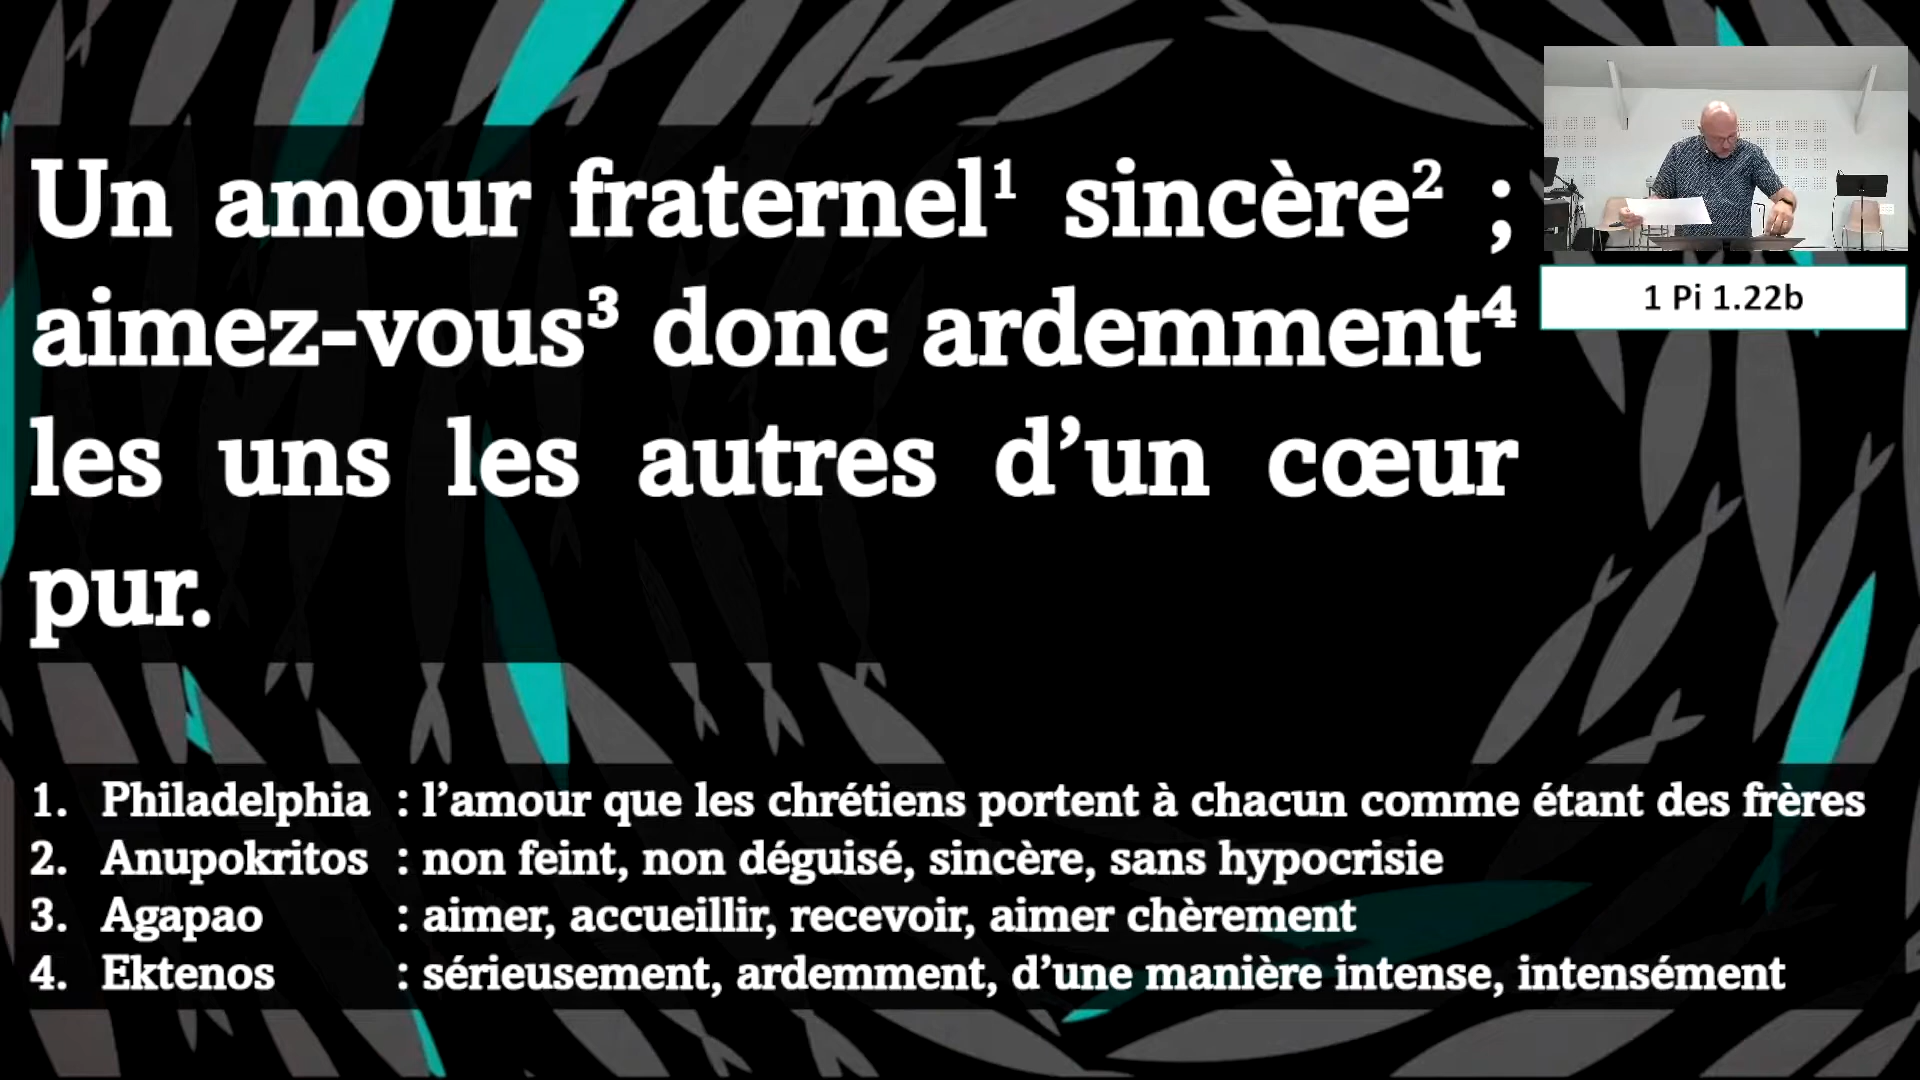 Un amour fraternel¹ sincère² ;
aimez-vous³ donc ardemment⁴
les uns les autres d’un cœur
pur.
1 Pi 1.22b
1. Philadelphia : l’amour que les chrétiens portent à chacun comme étant des frères
2. Anupokritos : non feint, non déguisé, sincère, sans hypocrisie
3. Agapao : aimer, accueillir, recevoir, aimer chèrement
4. Ektenos : sérieusement, ardemment, d’une manière intense, intensément